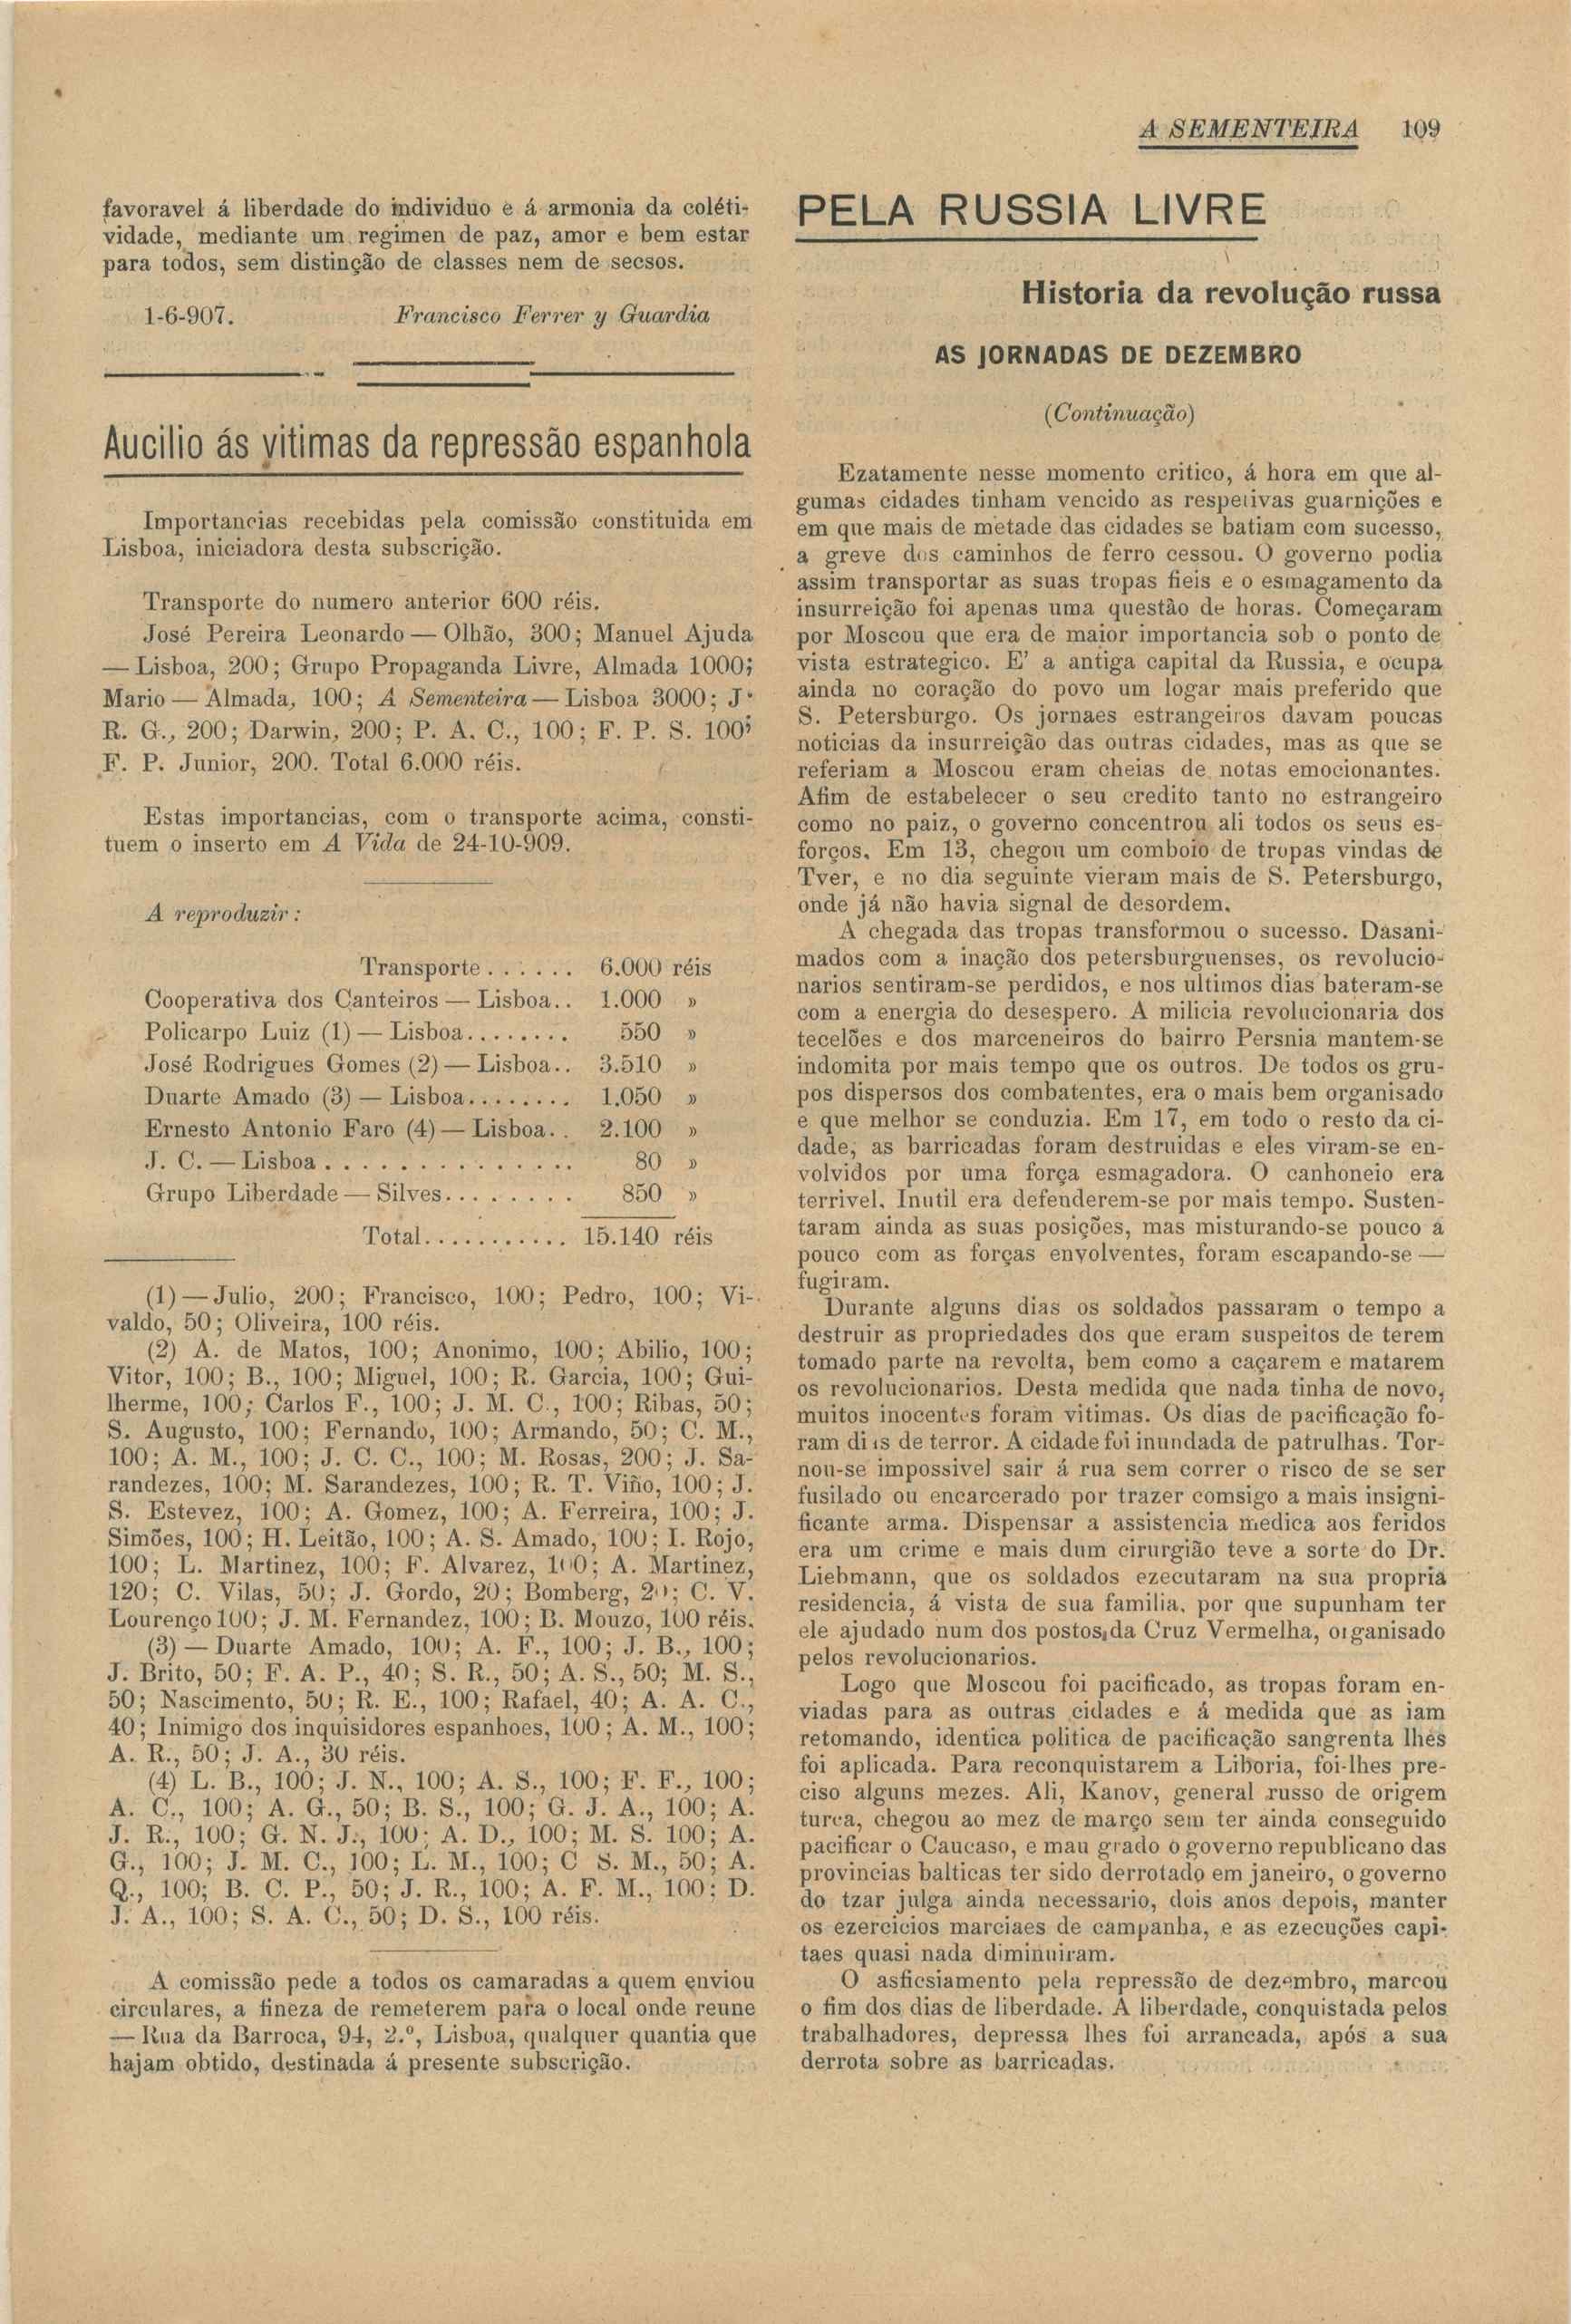 A SEMENTEIRA 109
favoravel á liberdade do individuo e á armonia da coléti-
vidade, mediante um regimen de paz, amor e bem estar
para todos, sem distinção de classes nem de secsos.
1-6-907. Francisco Ferrer y Guardia
Aucilio ás vitimas da repressão espanhola
Importancias recebidas pela comissão constituida em
Lisboa, iniciadora desta subscrição.
Transporte do numero anterior 600 réis.
José Pereira Leonardo — Olhão, 300; Manuel Ajuda
— Lisboa, 200; Grupo Propaganda Livre, Almada 1000;
Mario — Almada, 100; A Sementeira — Lisboa 3000; J.
R. G., 200; Darwin, 200; P. A. C., 100; F. P. S. 100;
F. P. Junior, 200. Total 6.000 réis.
Estas importancias, com o transporte acima, consti-
tuem o inserto em A Vida de 24-10-909.
A reproduzir:
Transporte...... 6.000 réis
Cooperativa dos Canteiros — Lisboa.. 1.000 »
Policarpo Luiz (1) — Lisboa........ 550 »
José Rodrigues Gomes (2) — Lisboa.. 3.510 »
Duarte Amado (3) — Lisboa........ 1.050 »
Ernesto Antonio Faro (4) — Lisboa.. 2.100 »
J. C. — Lisboa.............. 80 »
Grupo Liberdade — Silves........ 850 »
Total........... 15.140 réis
(1) — Julio, 200; Francisco, 100; Pedro, 100; Vi-
valdo, 50; Oliveira, 100 réis.
(2) A. de Matos, 100; Anonimo, 100; Abilio, 100;
Vitor, 100; B., 100; Miguel, 100; R. Garcia, 100; Gui-
lherme, 100; Carlos F., 100; J. M. C., 100; Ribas, 50;
S. Augusto, 100; Fernando, 100; Armando, 50; C. M.,
100; A. M., 100; J. C. C., 100; M. Rosas, 200; J. Sa-
randezes, 100; M. Sarandezes, 100; R. T. Viño, 100; J.
S. Estevez, 100; A. Gomez, 100; A. Ferreira, 100; J.
Simões, 100; H. Leitão, 100; A. S. Amado, 100; I. Rojo,
100; L. Martinez, 100; F. Alvarez, 100; A. Martinez,
120; C. Vilas, 50; J. Gordo, 20; Bomberg, 20; C. V.
Lourenço 100; J. M. Fernandez, 100; B. Mouzo, 100 réis.
(3) — Duarte Amado, 100; A. F., 100; J. B., 100;
J. Brito, 50; F. A. P., 40; S. R., 50; A. S., 50; M. S.,
50; Nascimento, 50; R. E., 100; Rafael, 40; A. A. C.,
40; Inimigo dos inquisidores espanhoes, 100; A. M., 100;
A. R., 50; J. A., 30 réis.
(4) L. B., 100; J. N., 100; A. S., 100; F. F., 100;
A. C., 100; A. G., 50; B. S., 100; G. J. A., 100; A.
J. R., 100; G. N. J., 100; A. D., 100; M. S. 100; A.
G., 100; J. M. C., 100; L. M., 100; C S. M., 50; A.
Q., 100; B. C. P., 50; J. R., 100; A. F. M., 100; D.
J. A., 100; S. A. C., 50; D. S., 100 réis.
A comissão pede a todos os camaradas a quem enviou
circulares, a fineza de remeterem para o local onde reune
— Rua da Barroca, 94, 2.º, Lisboa, qualquer quantia que
hajam obtido, destinada á presente subscrição.
PELA RUSSIA LIVRE
Historia da revolução russa
AS JORNADAS DE DEZEMBRO
(Continuação)
Ezatamente nesse momento critico, á hora em que al-
gumas cidades tinham vencido as respetivas guarnições e
em que mais de metade das cidades se batiam com sucesso,
a greve dos caminhos de ferro cessou. O governo podia
assim transportar as suas tropas fieis e o esmagamento da
insurreição foi apenas uma questão de horas. Começaram
por Moscou que era de maior importancia sob o ponto de
vista estrategico. E' a antiga capital da Russia, e ocupa
ainda no coração do povo um logar mais preferido que
S. Petersburgo. Os jornaes estrangeiros davam poucas
noticias da insurreição das outras cidades, mas as que se
referiam a Moscou eram cheias de notas emocionantes.
Afim de estabelecer o seu credito tanto no estrangeiro
como no paiz, o governo concentrou ali todos os seus es-
forços. Em 13, chegou um comboio de tropas vindas de
Tver, e no dia seguinte vieram mais de S. Petersburgo,
onde já não havia signal de desordem.
A chegada das tropas transformou o sucesso. Dasani-
mados com a inação dos petersburguenses, os revolucio-
narios sentiram-se perdidos, e nos ultimos dias bateram-se
com a energia do desespero. A milicia revolucionaria dos
tecelões e dos marceneiros do bairro Persnia mantem-se
indomita por mais tempo que os outros. De todos os gru-
pos dispersos dos combatentes, era o mais bem organisado
e que melhor se conduzia. Em 17, em todo o resto da ci-
dade, as barricadas foram destruidas e eles viram-se en-
volvidos por uma força esmagadora. O canhoneio era
terrivel. Inutil era defenderem-se por mais tempo. Susten-
taram ainda as suas posições, mas misturando-se pouco a
pouco com as forças envolventes, foram escapando-se —
fugiram.
Durante alguns dias os soldados passaram o tempo a
destruir as propriedades dos que eram suspeitos de terem
tomado parte na revolta, bem como a caçarem e matarem
os revolucionarios. Desta medida que nada tinha de novo,
muitos inocentes foram vitimas. Os dias de pacificação fo-
ram dias de terror. A cidade foi inundada de patrulhas. Tor-
nou-se impossivel sair á rua sem correr o risco de se ser
fusilado ou encarcerado por trazer comsigo a mais insigni-
ficante arma. Dispensar a assistencia medica aos feridos
era um crime e mais dum cirurgião teve a sorte do Dr.
Liebmann, que os soldados ezecutaram na sua propria
residencia, á vista de sua familia, por que supunham ter
ele ajudado num dos postos da Cruz Vermelha, organisado
pelos revolucionarios.
Logo que Moscou foi pacificado, as tropas foram en-
viadas para as outras cidades e á medida que as iam
retomando, identica politica de pacificação sangrenta lhes
foi aplicada. Para reconquistarem a Liboria, foi-lhes pre-
ciso alguns mezes. Ali, Kanov, general russo de origem
turca, chegou ao mez de março sem ter ainda conseguido
pacificar o Caucaso, e mau grado o governo republicano das
provincias balticas ter sido derrotado em janeiro, o governo
do tzar julga ainda necessario, dois anos depois, manter
os ezercicios marciaes de campanha, e as ezecuções capi-
taes quasi nada diminuiram.
O asficsiamento pela repressão de dezembro, marcou
o fim dos dias de liberdade. A liberdade, conquistada pelos
trabalhadores, depressa lhes foi arrancada, após a sua
derrota sobre as barricadas.